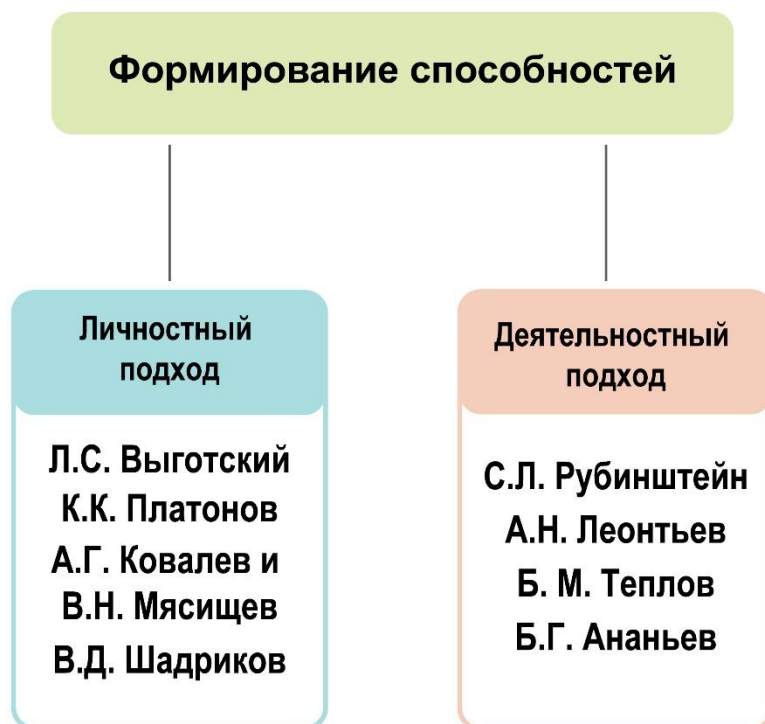 Формирование способностей
Личностный
подход
Л.С. Выготский
К.К. Платонов
А.Г. Ковалев и
В.Н. Мясищев
В.Д. Шадриков
Деятельностный
подход
С.Л. Рубинштейн
А.Н. Леонтьев
Б. М. Теплов
Б.Г. Ананьев